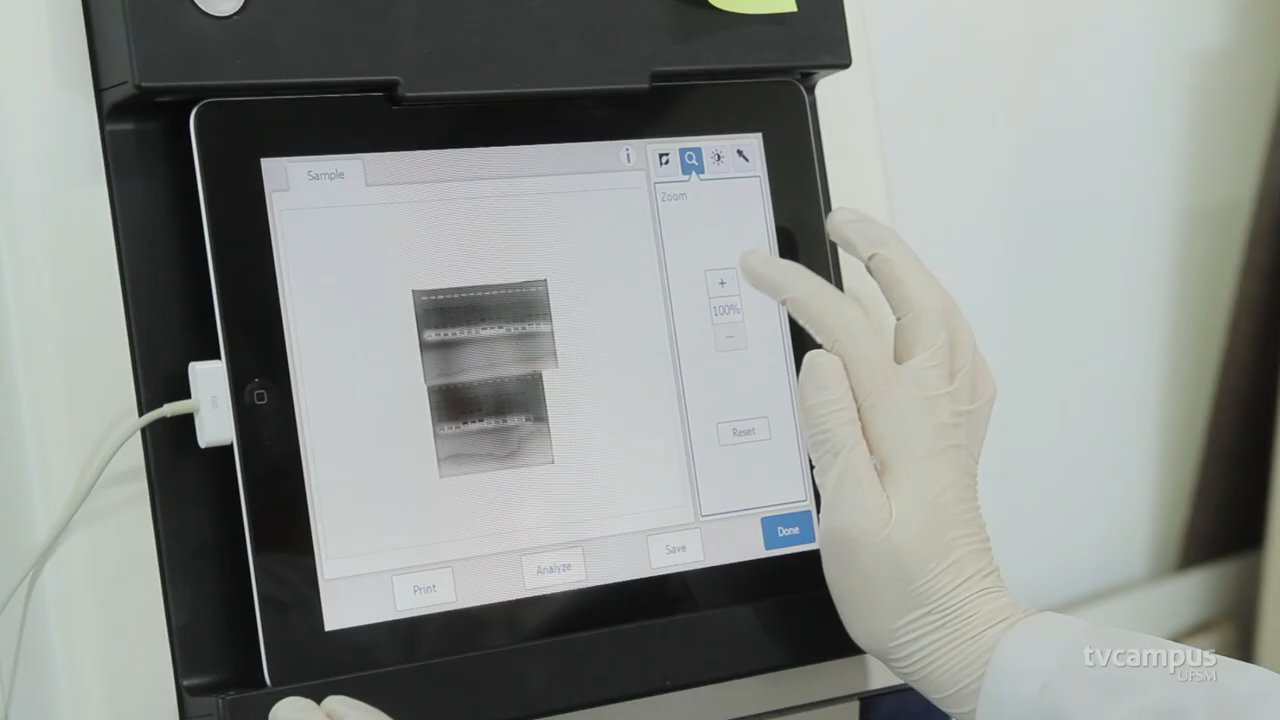 Sample
i
Zoom
+
100%
−
Reset
Done
Save
Analyze
Print
tvcampus
UFSM